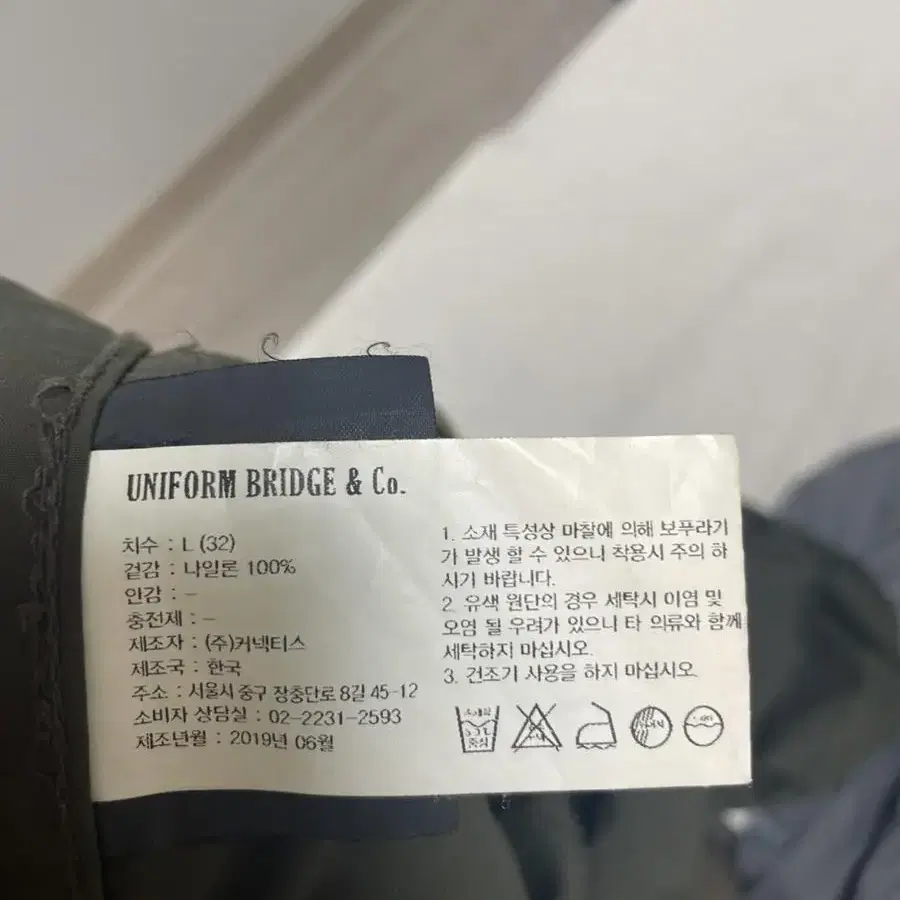 UNIFORM BRIDGE & Co.
치수 : L (32)
겉감 : 나일론 100%
안감 : -
충전제 : -
제조자 : (주)커넥티스
제조국 : 한국
주소 : 서울시 중구 장충단로 8길 45-12
소비자 상담실 : 02-2231-2593
제조년월 : 2019년 06월
1. 소재 특성상 마찰에 의해 보푸라기
가 발생 할 수 있으니 착용시 주의 하
시기 바랍니다.
2. 유색 원단의 경우 세탁시 이염 및
오염 될 우려가 있으니 타 의류와 함께
세탁하지 마십시오.
3. 건조기 사용을 하지 마십시오.
중성